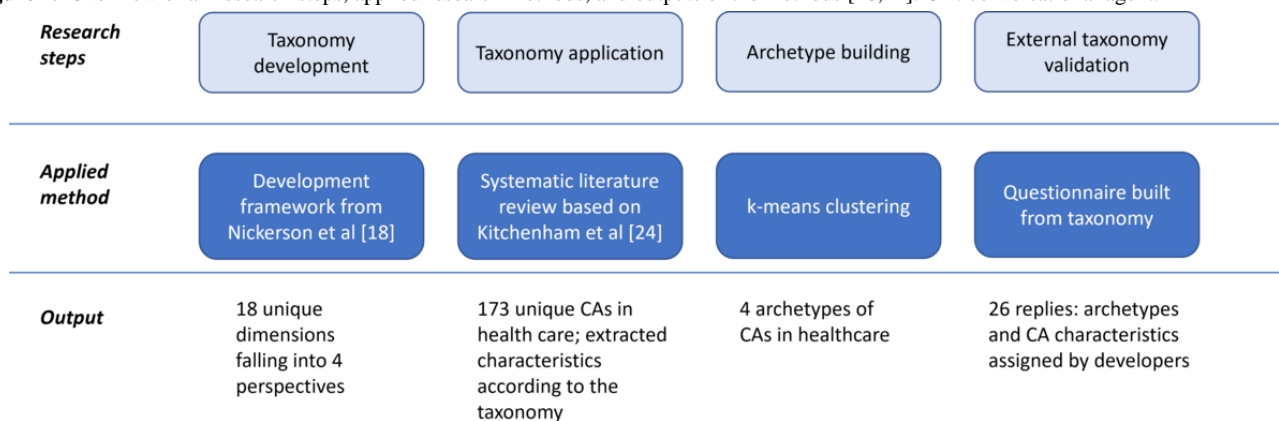 Research
steps
Taxonomy
development
Taxonomy application
Archetype building
External taxonomy
validation
Applied
method
Development
framework from
Nickerson et al [18]
Systematic literature
review based on
Kitchenham et al [24]
k-means clustering
Questionnaire built
from taxonomy
Output
18 unique
dimensions
falling into 4
perspectives
173 unique CAs in
health care; extracted
characteristics
according to the
taxonomy
4 archetypes of
CAs in healthcare
26 replies: archetypes
and CA characteristics
assigned by developers